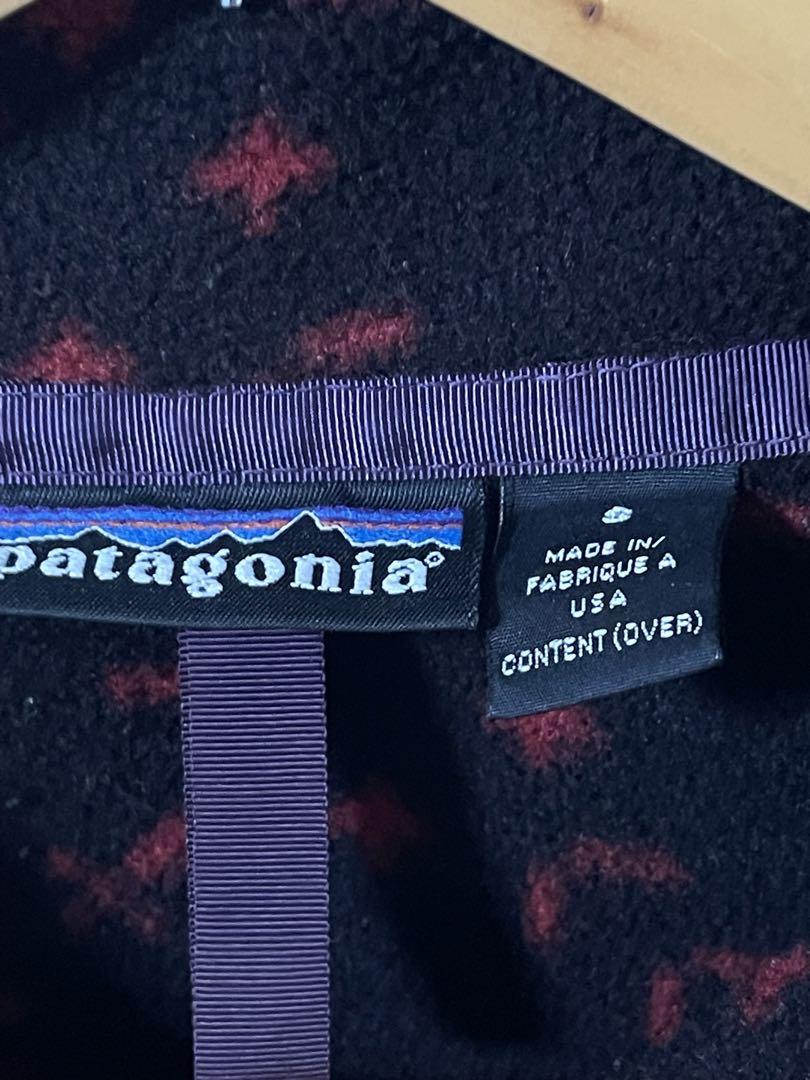 patagonia®
MADE IN/
FABRIQUE A
USA
CONTENT (OVER)